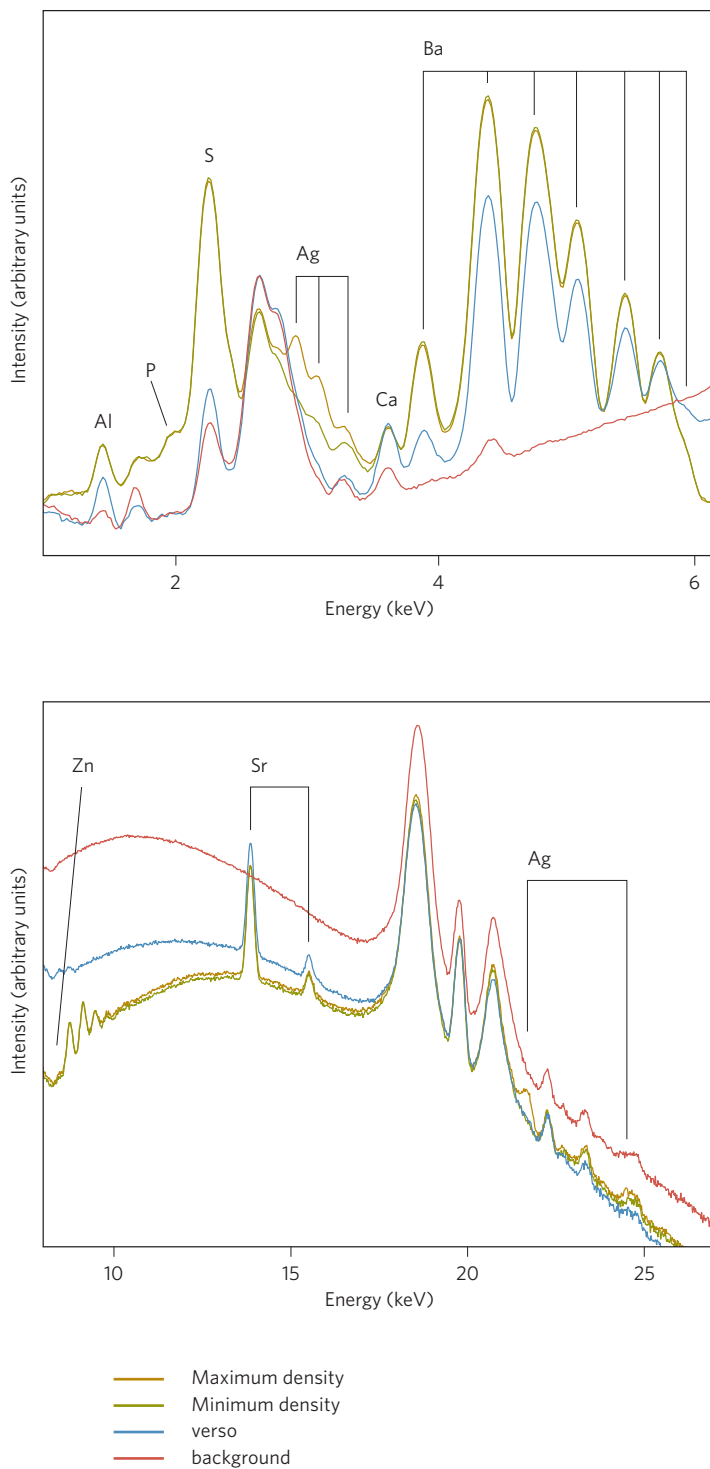 Ba
S
Ag
P
Ca
Al
Intensity (arbitrary units)
2
4
6
Energy (keV)
Zn
Sr
Ag
Intensity (arbitrary units)
10
15
20
25
Energy (keV)
Maximum density
Minimum density
verso
background